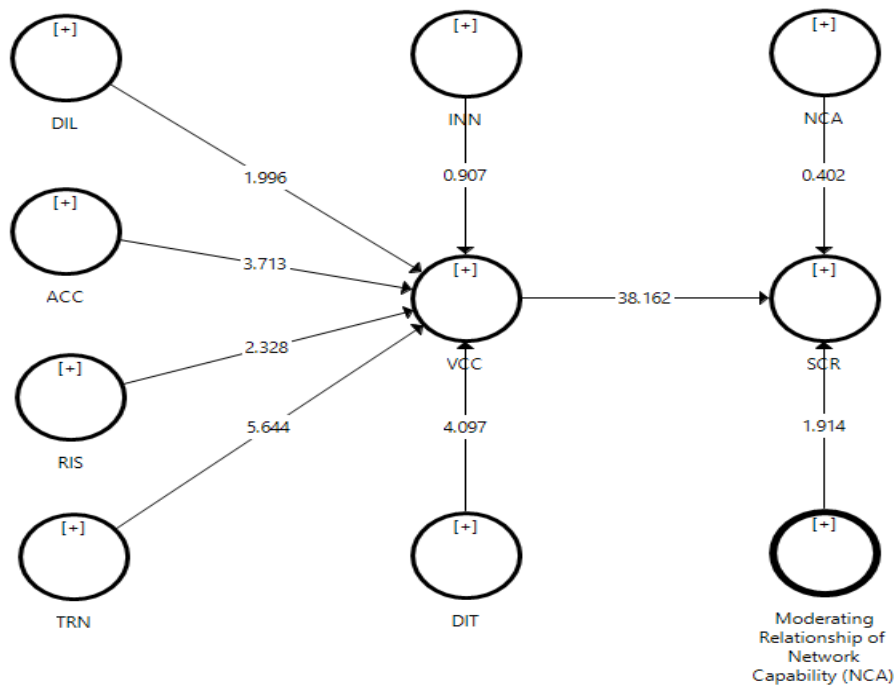 [+]
DIL
[+]
INN
[+]
NCA
1.996
0.907
0.402
[+]
ACC
3.713
[+]
VCC
38.162
[+]
SCR
[+]
RIS
2.328
5.644
4.097
1.914
[+]
TRN
[+]
DIT
[+]
Moderating
Relationship of
Network
Capability (NCA)